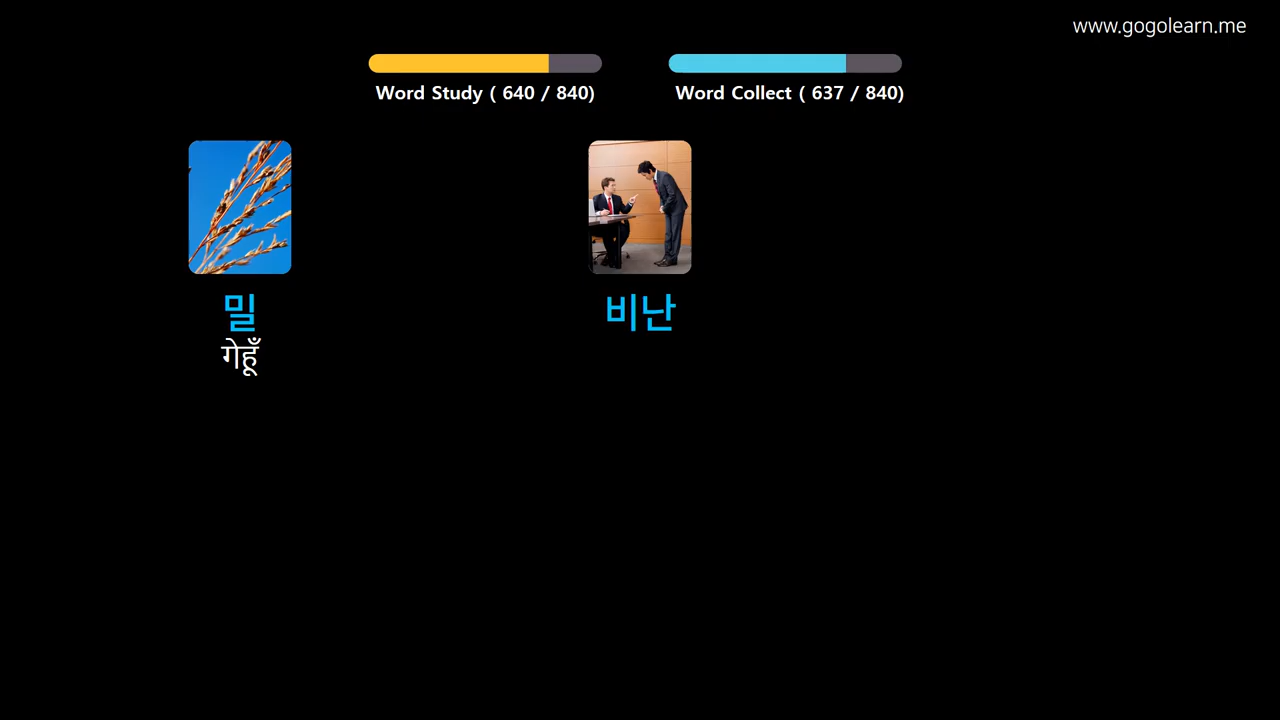 www.gogolearn.me
Word Study ( 640 / 840)
Word Collect ( 637 / 840)
밀
गेहूँ
비난